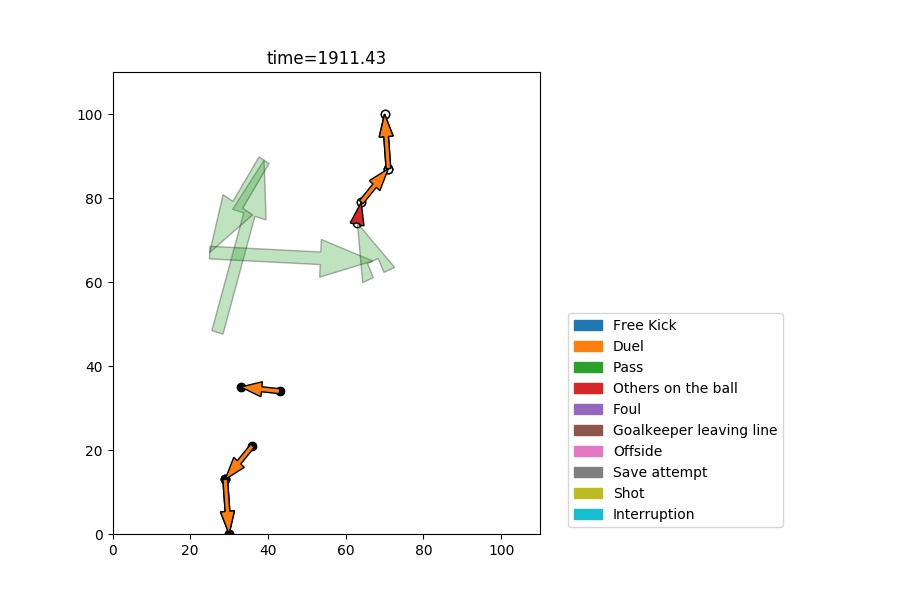 time=1911.43
100
80
60
40
20
0
0
20
40
60
80
100
Free Kick
Duel
Pass
Others on the ball
Foul
Goalkeeper leaving line
Offside
Save attempt
Shot
Interruption